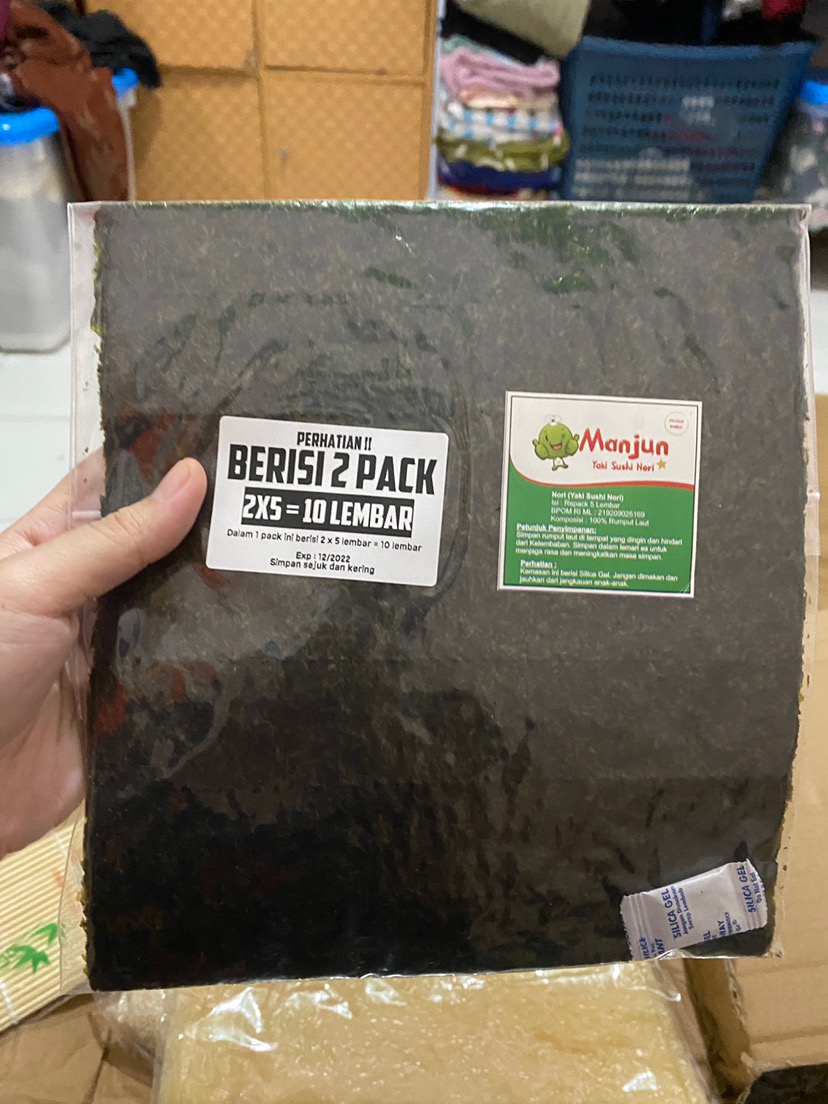 PERHATIAN !!
BERISI 2 PACK
2X5 = 10 LEMBAR
Dalam 1 pack ini berisi 2 x 5 lembar = 10 lembar
Exp : 12/2022
Simpan sejuk dan kering
Manjun
Yaki Sushi Nori
Nori (Yaki Sushi Nori)
Isi : Repack 5 Lembar
BPOM RI ML : 219209025169
Komposisi : 100% Rumput Laut
Petunjuk Penyimpanan:
Simpan rumput laut di tempat yang dingin dan hindari
dari Kelembaban. Simpan dalam lemari es untuk
menjaga rasa dan meningkatkan masa simpan.
Perhatian :
Kemasan ini berisi Silica Gel. Jangan dimakan dan
jauhkan dari jangkauan anak-anak.
SILICA GEL
SILICA GEL